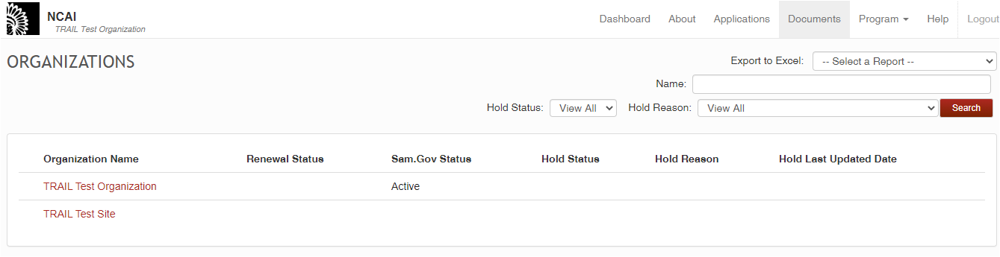 NCAI
TRAIL Test Organization
Dashboard About Applications Documents Program Help Logout
ORGANIZATIONS
Export to Excel: -- Select a Report --
Name:
Hold Status: View All Hold Reason: View All Search
Organization Name Renewal Status Sam.Gov Status Hold Status Hold Reason Hold Last Updated Date
TRAIL Test Organization Active
TRAIL Test Site